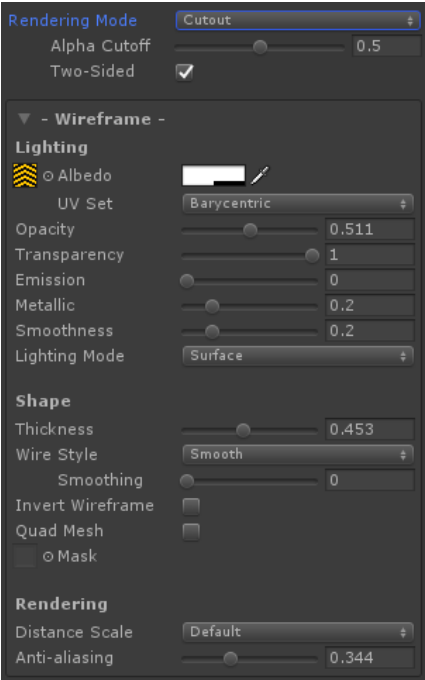 Rendering Mode Cutout
Alpha Cutoff 0.5
Two-Sided
- Wireframe -
Lighting
Albedo
UV Set Barycentric
Opacity 0.511
Transparency 1
Emission 0
Metallic 0.2
Smoothness 0.2
Lighting Mode Surface
Shape
Thickness 0.453
Wire Style Smooth
Smoothing 0
Invert Wireframe
Quad Mesh
Mask
Rendering
Distance Scale Default
Anti-aliasing 0.344